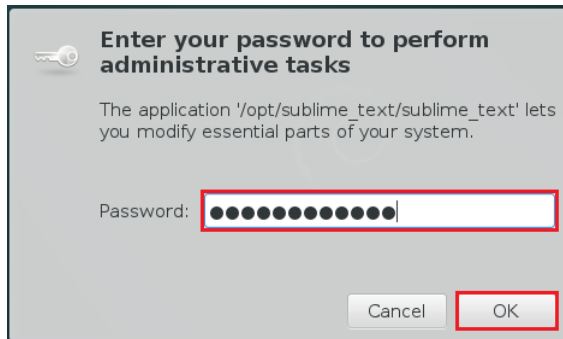 Enter your password to perform
administrative tasks
The application '/opt/sublime_text/sublime_text' lets
you modify essential parts of your system.
Password: ●●●●●●●●●●●●●
Cancel OK